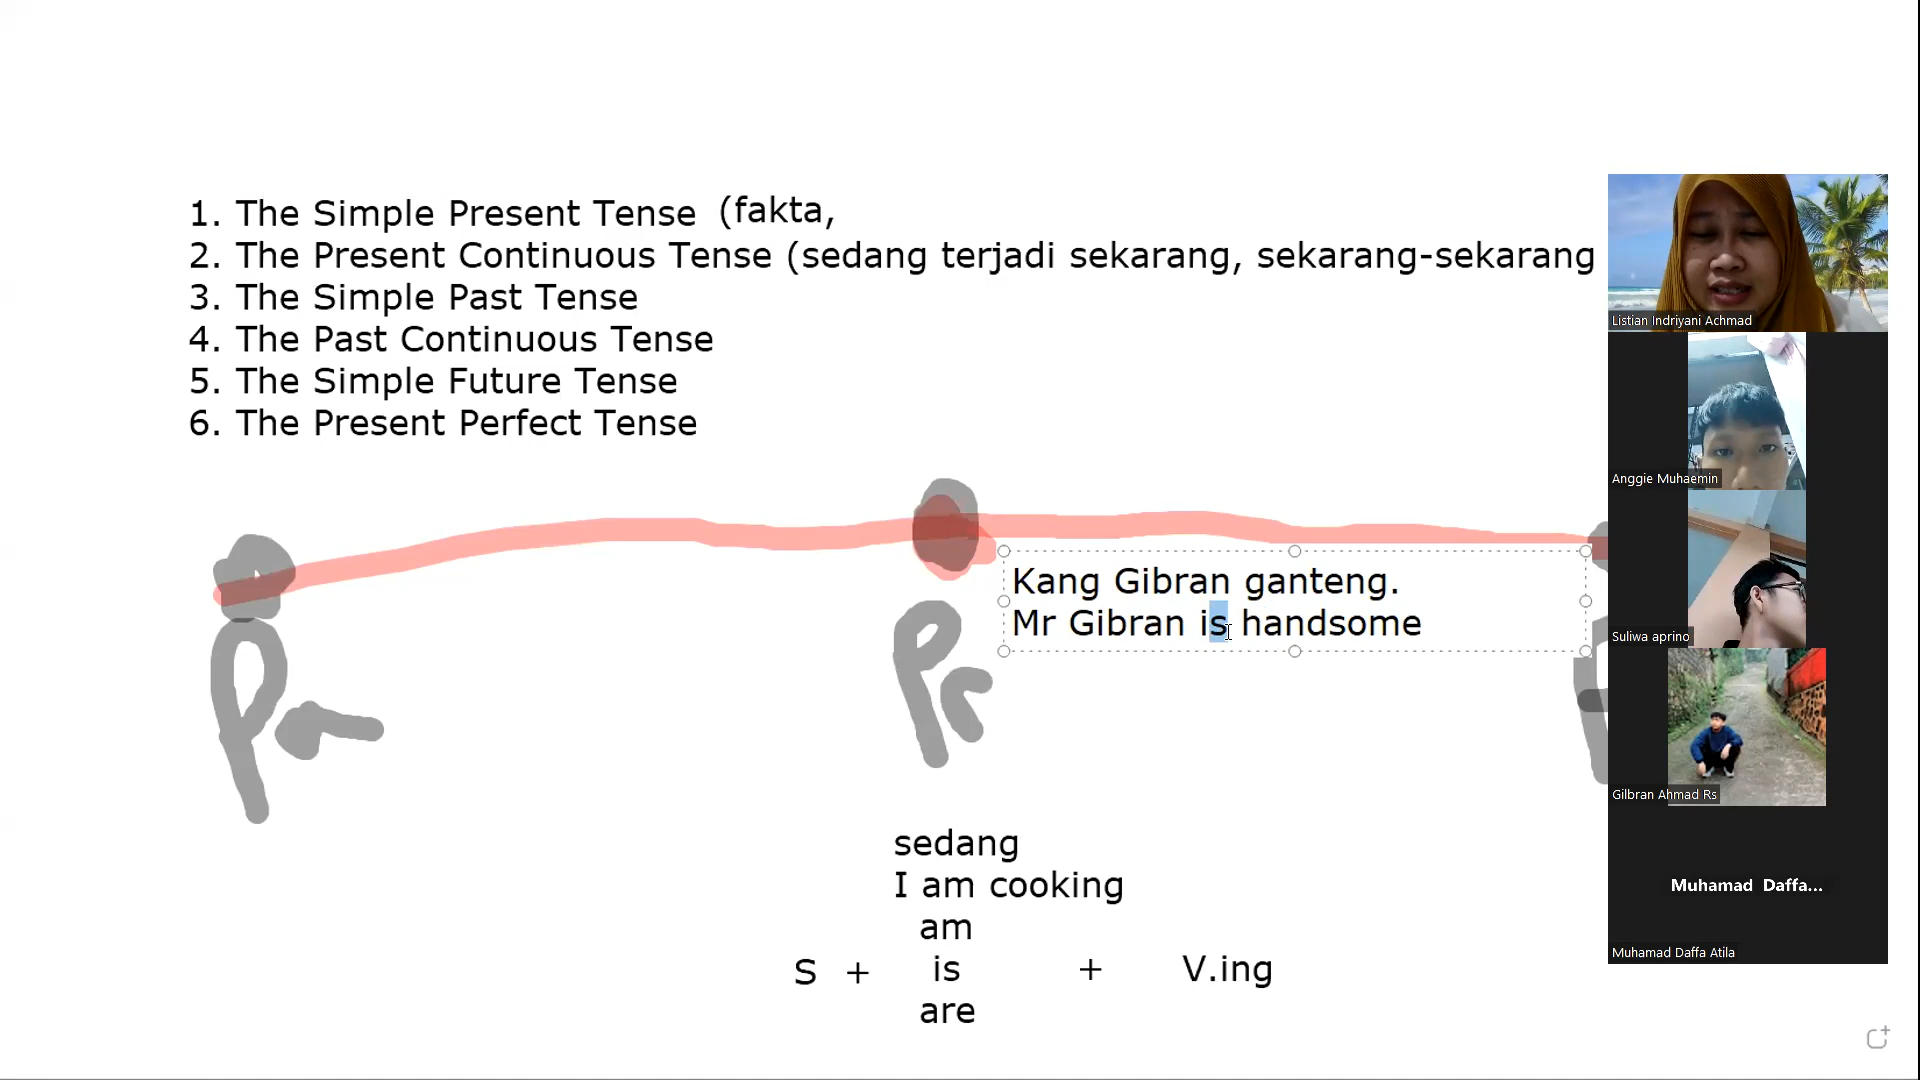 1. The Simple Present Tense (fakta,
2. The Present Continuous Tense (sedang terjadi sekarang, sekarang-sekarang
3. The Simple Past Tense
4. The Past Continuous Tense
5. The Simple Future Tense
6. The Present Perfect Tense
Kang Gibran ganteng.
Mr Gibran is handsome
Pa
Pr
sedang
I am cooking
am
S + is + V.ing
are
Listian Indriyani Achmad
Anggie Muhaemin
Suliwa aprino
Gilbran Ahmad Rs
Muhamad Daffa...
Muhamad Daffa Atila